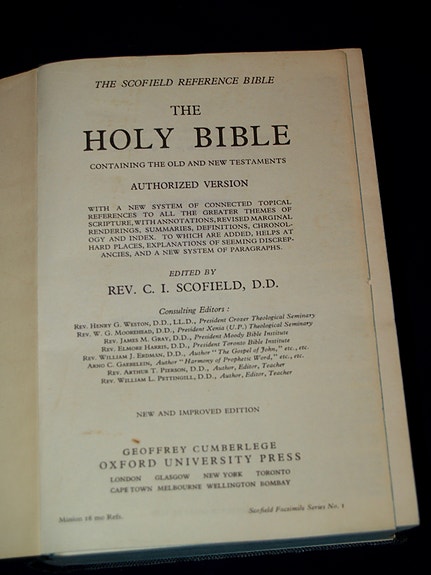 THE SCOFIELD REFERENCE BIBLE
THE
HOLY BIBLE
CONTAINING THE OLD AND NEW TESTAMENTS
AUTHORIZED VERSION
WITH A NEW SYSTEM OF CONNECTED TOPICAL
REFERENCES TO ALL THE GREATER THEMES OF
SCRIPTURE, WITH ANNOTATIONS, REVISED MARGINAL
RENDERINGS, SUMMARIES, DEFINITIONS, CHRONOL-
OGY AND INDEX. TO WHICH ARE ADDED, HELPS AT
HARD PLACES, EXPLANATIONS OF SEEMING DISCREP-
ANCIES, AND A NEW SYSTEM OF PARAGRAPHS.
EDITED BY
REV. C. I. SCOFIELD, D.D.
Consulting Editors :
REV. HENRY G. WESTON, D.D., LL.D., President Crozer Theological Seminary
REV. W. G. MOOREHEAD, D.D., President Xenia (U.P.) Theological Seminary
REV. JAMES M. GRAY, D.D., President Moody Bible Institute
REV. ELMORE HARRIS, D.D., President Toronto Bible Institute
REV. WILLIAM J. ERDMAN, D.D., Author "The Gospel of John," etc., etc.
ARNO C. GAEBELEIN, Author "Harmony of Prophetic Word," etc., etc.
REV. ARTHUR T. PIERSON, D.D., Author, Editor, Teacher
REV. WILLIAM L. PETTINGILL, D.D., Author, Editor, Teacher
NEW AND IMPROVED EDITION
GEOFFREY CUMBERLEGE
OXFORD UNIVERSITY PRESS
LONDON GLASGOW NEW YORK TORONTO
CAPE TOWN MELBOURNE WELLINGTON BOMBAY
Minion 16 mo Refs.
Scofield Facsimile Series No. 1